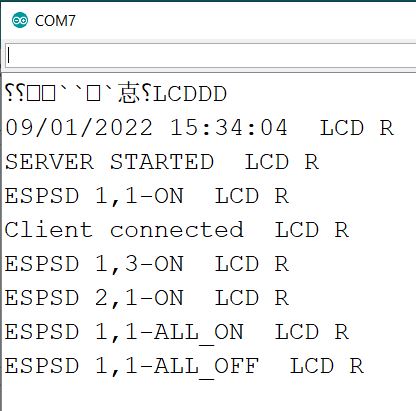 COM7
؟؟□□``□`恴؟LCDDD
09/01/2022 15:34:04  LCD R
SERVER STARTED  LCD R
ESPSD 1,1-ON  LCD R
Client connected  LCD R
ESPSD 1,3-ON  LCD R
ESPSD 2,1-ON  LCD R
ESPSD 1,1-ALL_ON  LCD R
ESPSD 1,1-ALL_OFF  LCD R